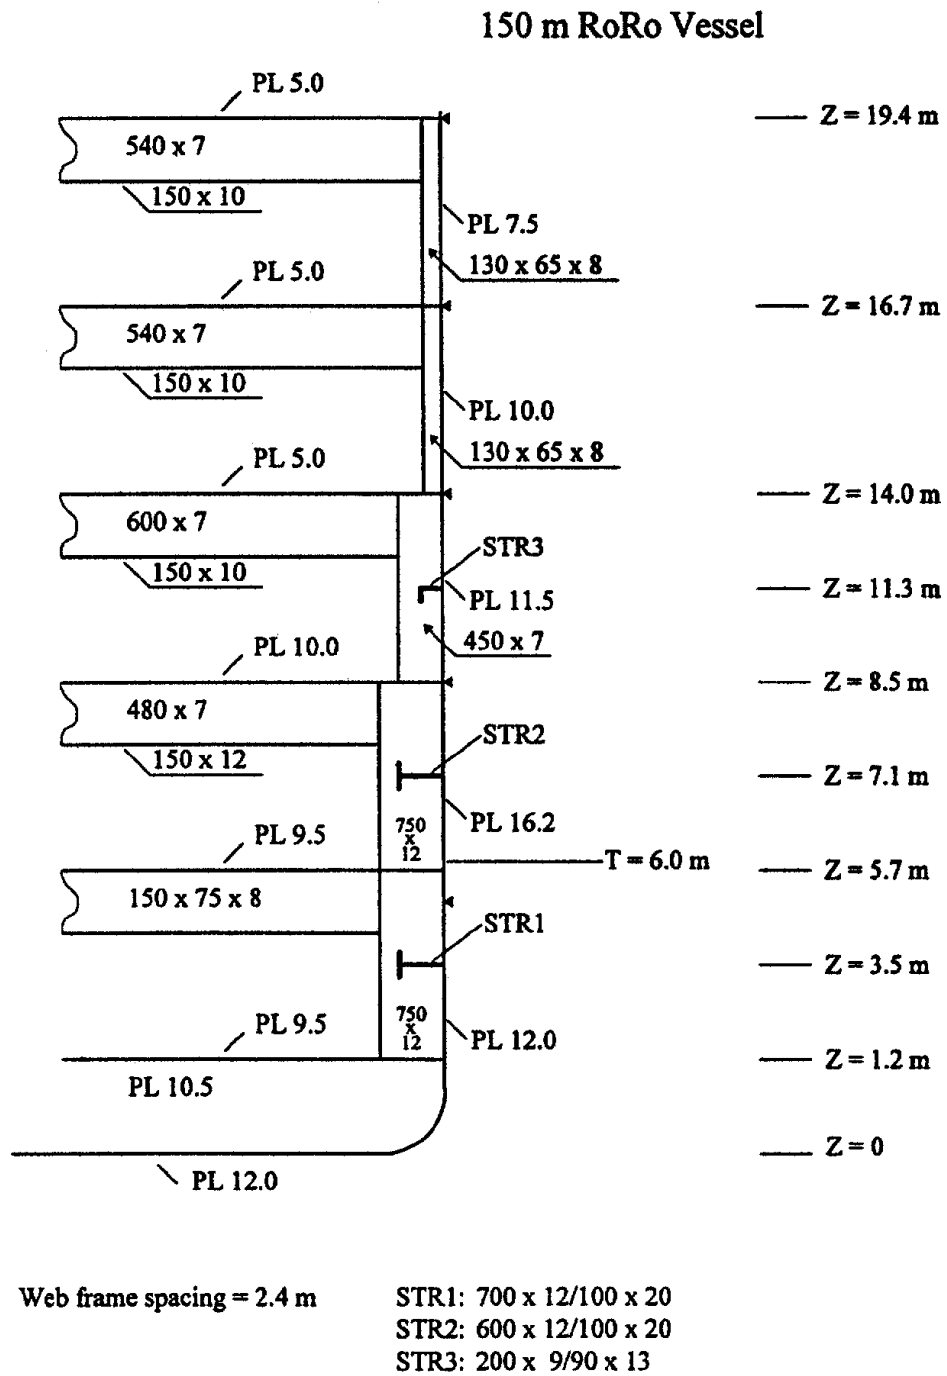 150 m RoRo Vessel
PL 5.0
Z = 19.4 m
540 x 7
150 x 10
PL 7.5
130 x 65 x 8
PL 5.0
Z = 16.7 m
540 x 7
150 x 10
PL 10.0
130 x 65 x 8
PL 5.0
Z = 14.0 m
600 x 7
STR3
150 x 10
Z = 11.3 m
PL 11.5
450 x 7
PL 10.0
Z = 8.5 m
480 x 7
STR2
150 x 12
Z = 7.1 m
PL 16.2
750
x
12
PL 9.5
T = 6.0 m
Z = 5.7 m
150 x 75 x 8
STR1
Z = 3.5 m
750
x
12
PL 9.5
PL 12.0
Z = 1.2 m
PL 10.5
Z = 0
PL 12.0
Web frame spacing = 2.4 m
STR1: 700 x 12/100 x 20
STR2: 600 x 12/100 x 20
STR3: 200 x 9/90 x 13